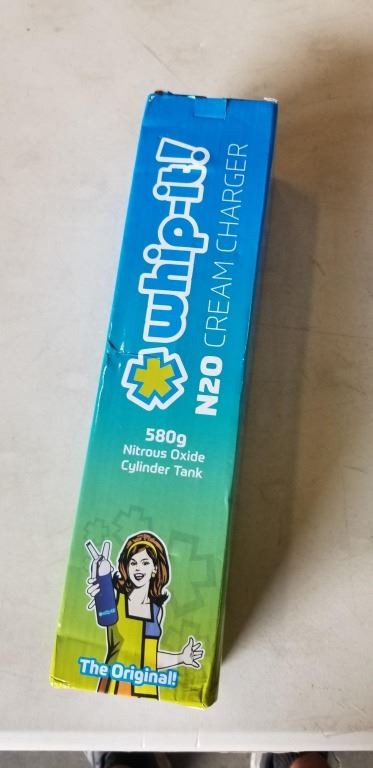 whip-it!
N2O CREAM CHARGER
580g
Nitrous Oxide
Cylinder Tank
The Original!